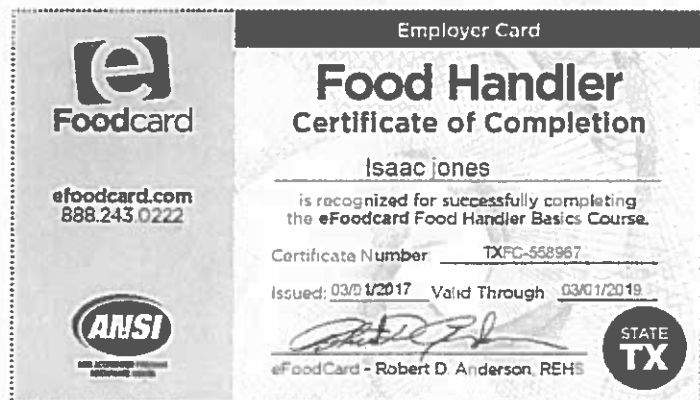 Employer Card
e
Foodcard
efoodcard.com
888.243.0222
ANSI
Food Handler
Certificate of Completion
Isaac jones
is recognized for successfully completing
the eFoodcard Food Handler Basics Course.
Certificate Number TXFC-558967
Issued: 03/01/2017 Valid Through 03/01/2019
eFoodCard - Robert D. Anderson, REHS
STATE
TX